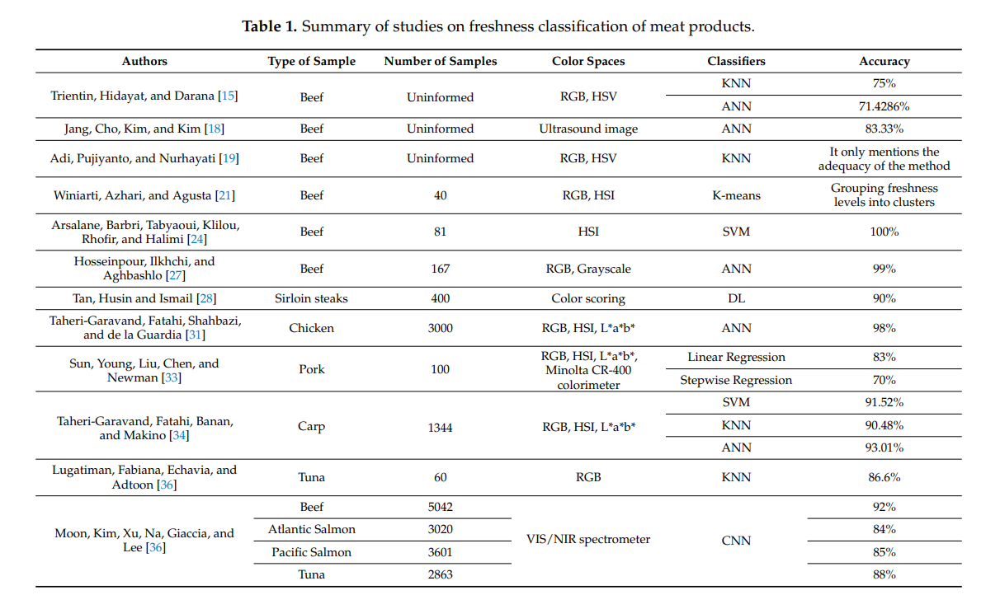 Table 1. Summary of studies on freshness classification of meat products.
Authors Type of Sample Number of Samples Color Spaces Classifiers Accuracy
Trientin, Hidayat, and Darana [15] Beef Uninformed RGB, HSV KNN 75%
ANN 71.4286%
Jang, Cho, Kim, and Kim [18] Beef Uninformed Ultrasound image ANN 83.33%
Adi, Pujiyanto, and Nurhayati [19] Beef Uninformed RGB, HSV KNN It only mentions the
adequacy of the method
Winiarti, Azhari, and Agusta [21] Beef 40 RGB, HSI K-means Grouping freshness
levels into clusters
Arsalane, Barbri, Tabyaoui, Klilou,
Rhofir, and Halimi [24] Beef 81 HSI SVM 100%
Hosseinpour, Ilkhchi, and
Aghbashlo [27] Beef 167 RGB, Grayscale ANN 99%
Tan, Husin and Ismail [28] Sirloin steaks 400 Color scoring DL 90%
Taheri-Garavand, Fatahi, Shahbazi,
and de la Guardia [31] Chicken 3000 RGB, HSI, L*a*b* ANN 98%
Sun, Young, Liu, Chen, and
Newman [33] Pork 100 RGB, HSI, L*a*b*,
Minolta CR-400
colorimeter Linear Regression 83%
Stepwise Regression 70%
Taheri-Garavand, Fatahi, Banan,
and Makino [34] Carp 1344 RGB, HSI, L*a*b* SVM 91.52%
KNN 90.48%
ANN 93.01%
Lugatiman, Fabiana, Echavia, and
Adtoon [36] Tuna 60 RGB KNN 86.6%
Moon, Kim, Xu, Na, Giaccia, and
Lee [36] Beef 5042 VIS/NIR spectrometer CNN 92%
Atlantic Salmon 3020 84%
Pacific Salmon 3601 85%
Tuna 2863 88%